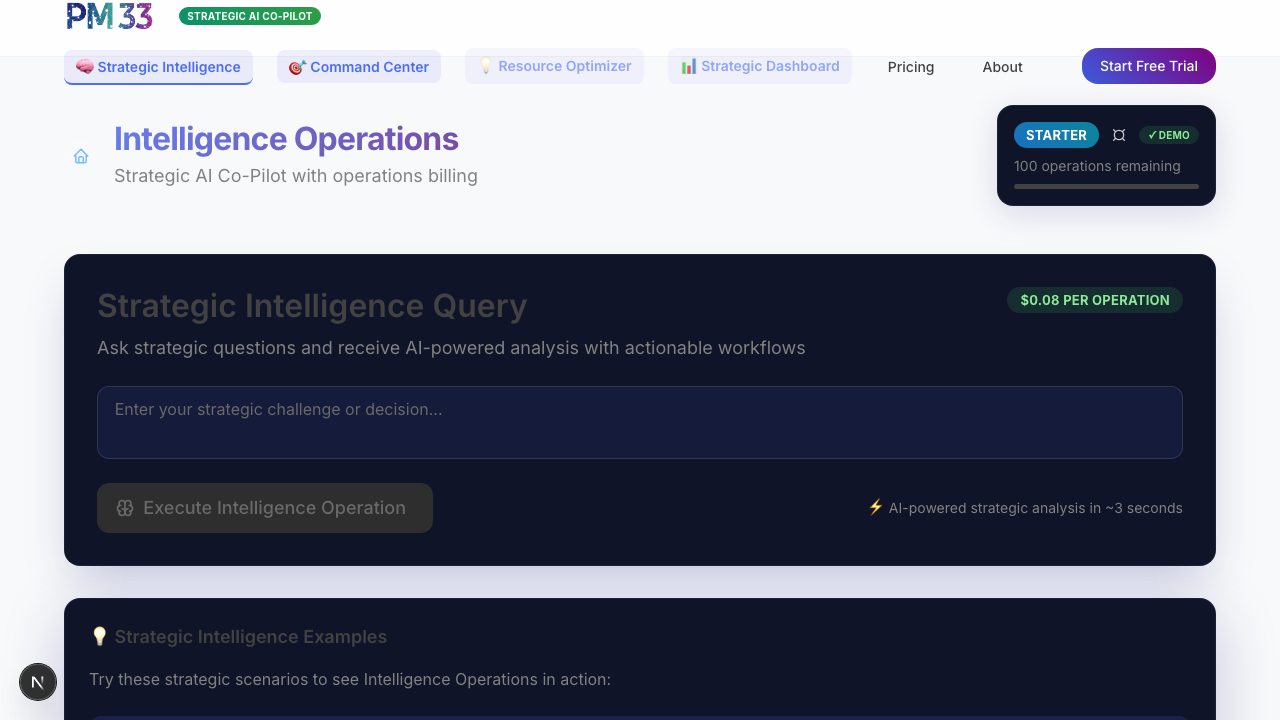 PM 33
STRATEGIC AI CO-PILOT
Strategic Intelligence
Command Center
Resource Optimizer
Strategic Dashboard
Pricing
About
Start Free Trial
Intelligence Operations
Strategic AI Co-Pilot with operations billing
STARTER
✓ DEMO
100 operations remaining
Strategic Intelligence Query
$0.08 PER OPERATION
Ask strategic questions and receive AI-powered analysis with actionable workflows
Enter your strategic challenge or decision...
Execute Intelligence Operation
⚡ AI-powered strategic analysis in ~3 seconds
💡 Strategic Intelligence Examples
Try these strategic scenarios to see Intelligence Operations in action:
N